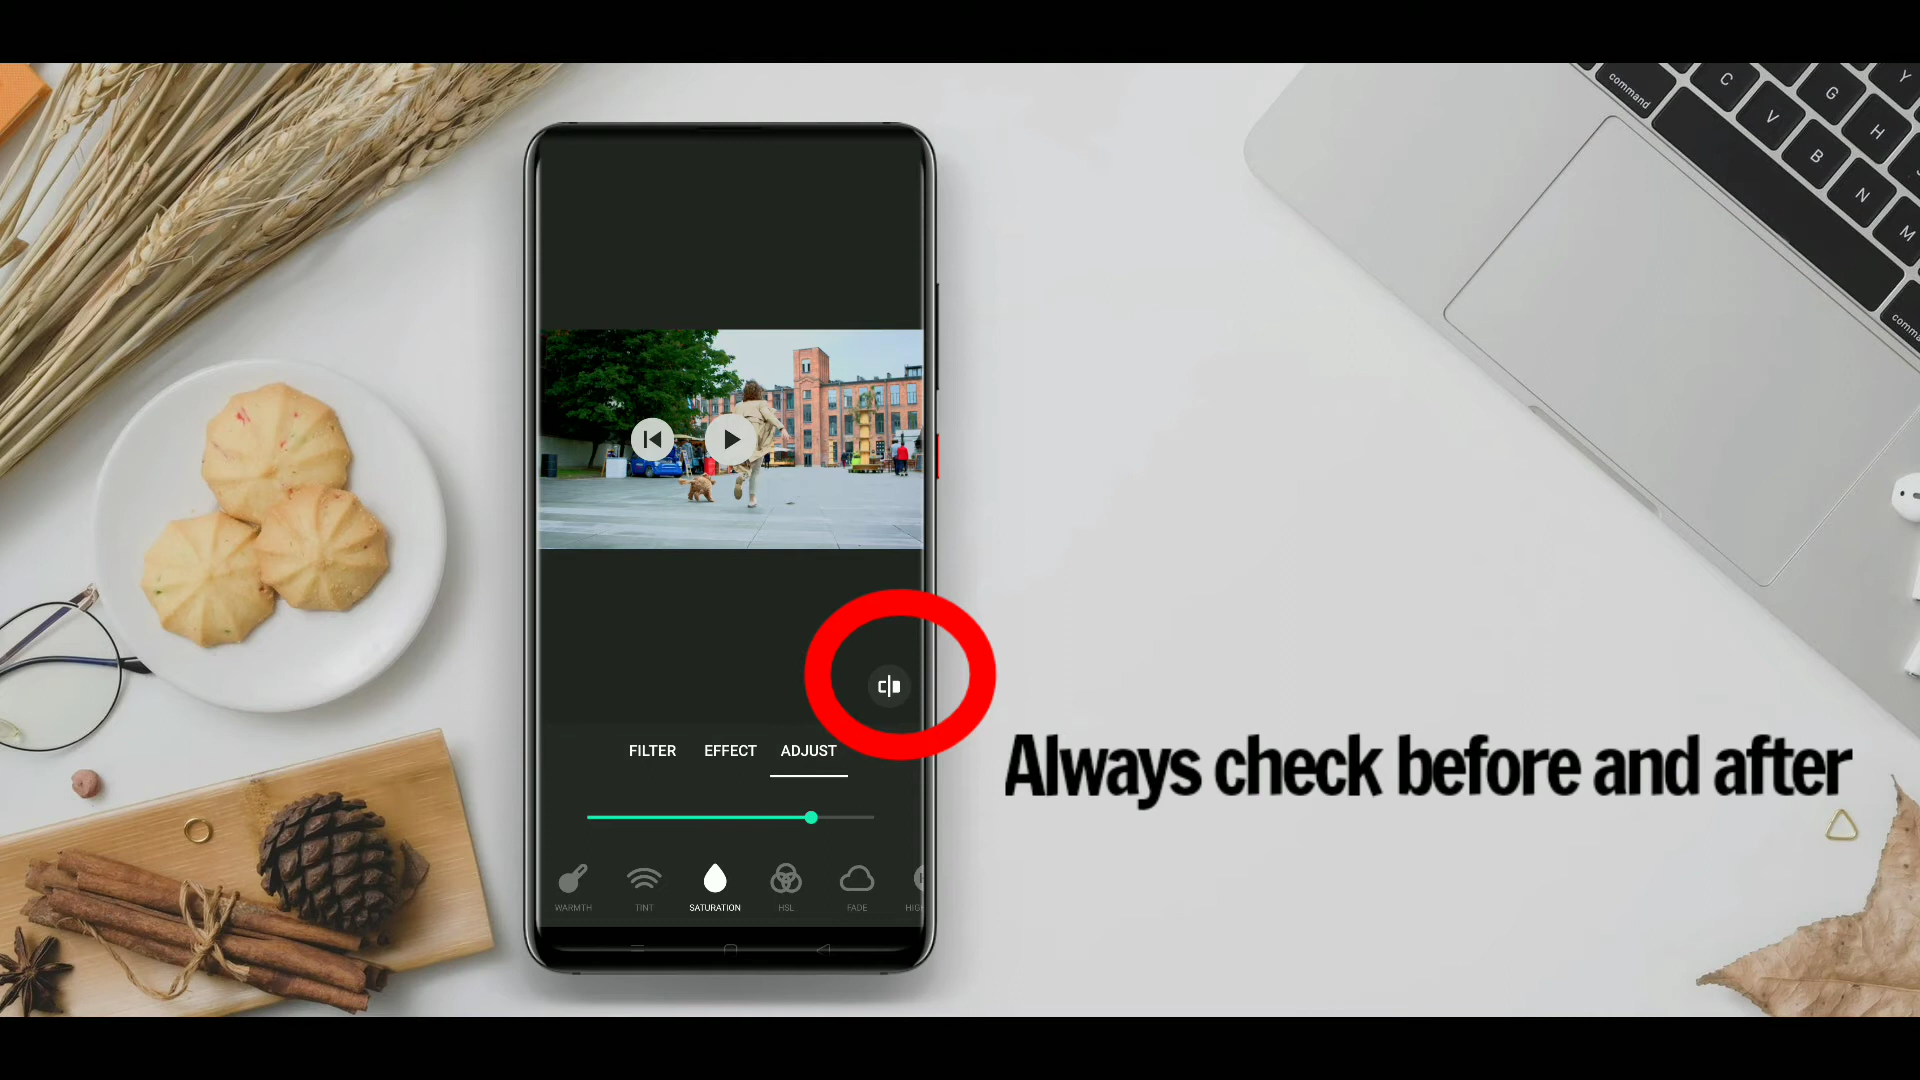 command
C
V
B
G
H
N
Y
M
FILTER EFFECT ADJUST
Always check before and after
WARMTH TINT SATURATION HSL FADE